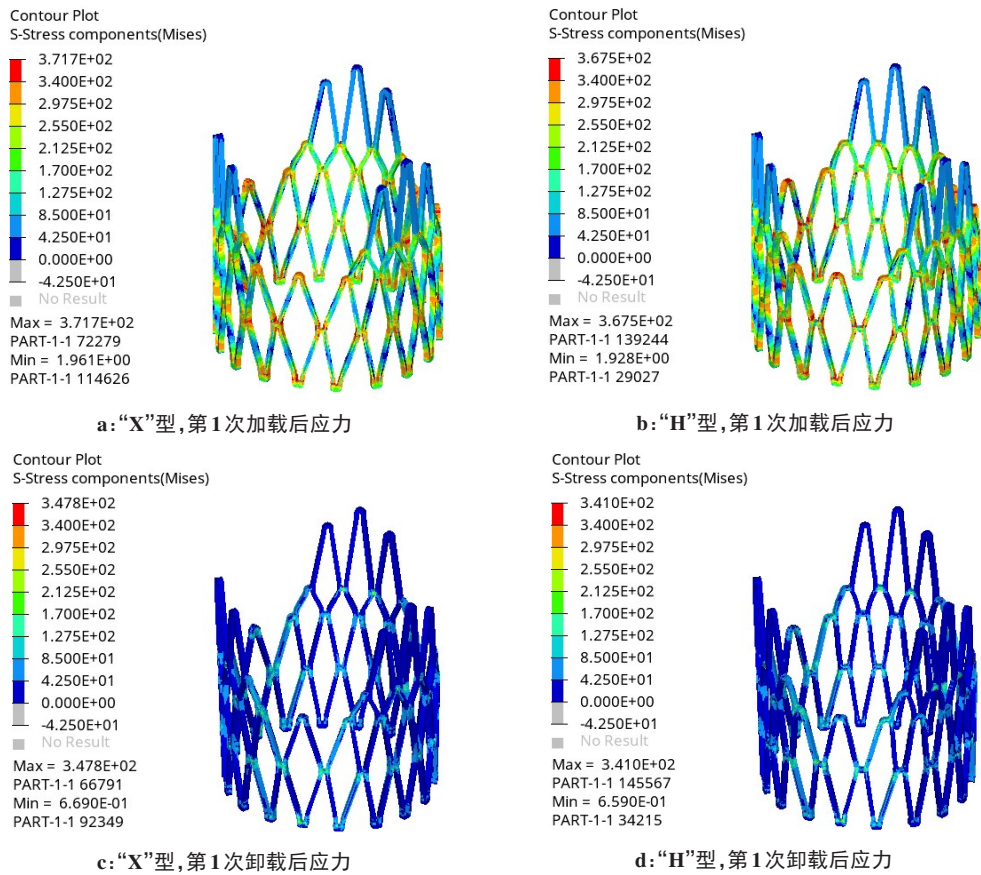 Contour Plot
S-Stress components(Mises)
3.717E+02
3.400E+02
2.975E+02
2.550E+02
2.125E+02
1.700E+02
1.275E+02
8.500E+01
4.250E+01
0.000E+00
-4.250E+01
No Result
Max = 3.717E+02
PART-1-1 72279
Min = 1.961E+00
PART-1-1 114626
a:“X”型,第1次加载后应力
Contour Plot
S-Stress components(Mises)
3.675E+02
3.400E+02
2.975E+02
2.550E+02
2.125E+02
1.700E+02
1.275E+02
8.500E+01
4.250E+01
0.000E+00
-4.250E+01
No Result
Max = 3.675E+02
PART-1-1 139244
Min = 1.928E+00
PART-1-1 29027
b:“H”型,第1次加载后应力
Contour Plot
S-Stress components(Mises)
3.478E+02
3.400E+02
2.975E+02
2.550E+02
2.125E+02
1.700E+02
1.275E+02
8.500E+01
4.250E+01
0.000E+00
-4.250E+01
No Result
Max = 3.478E+02
PART-1-1 66791
Min = 6.690E-01
PART-1-1 92349
c:“X”型,第1次卸载后应力
Contour Plot
S-Stress components(Mises)
3.410E+02
3.400E+02
2.975E+02
2.550E+02
2.125E+02
1.700E+02
1.275E+02
8.500E+01
4.250E+01
0.000E+00
-4.250E+01
No Result
Max = 3.410E+02
PART-1-1 145567
Min = 6.590E-01
PART-1-1 34215
d:“H”型,第1次卸载后应力